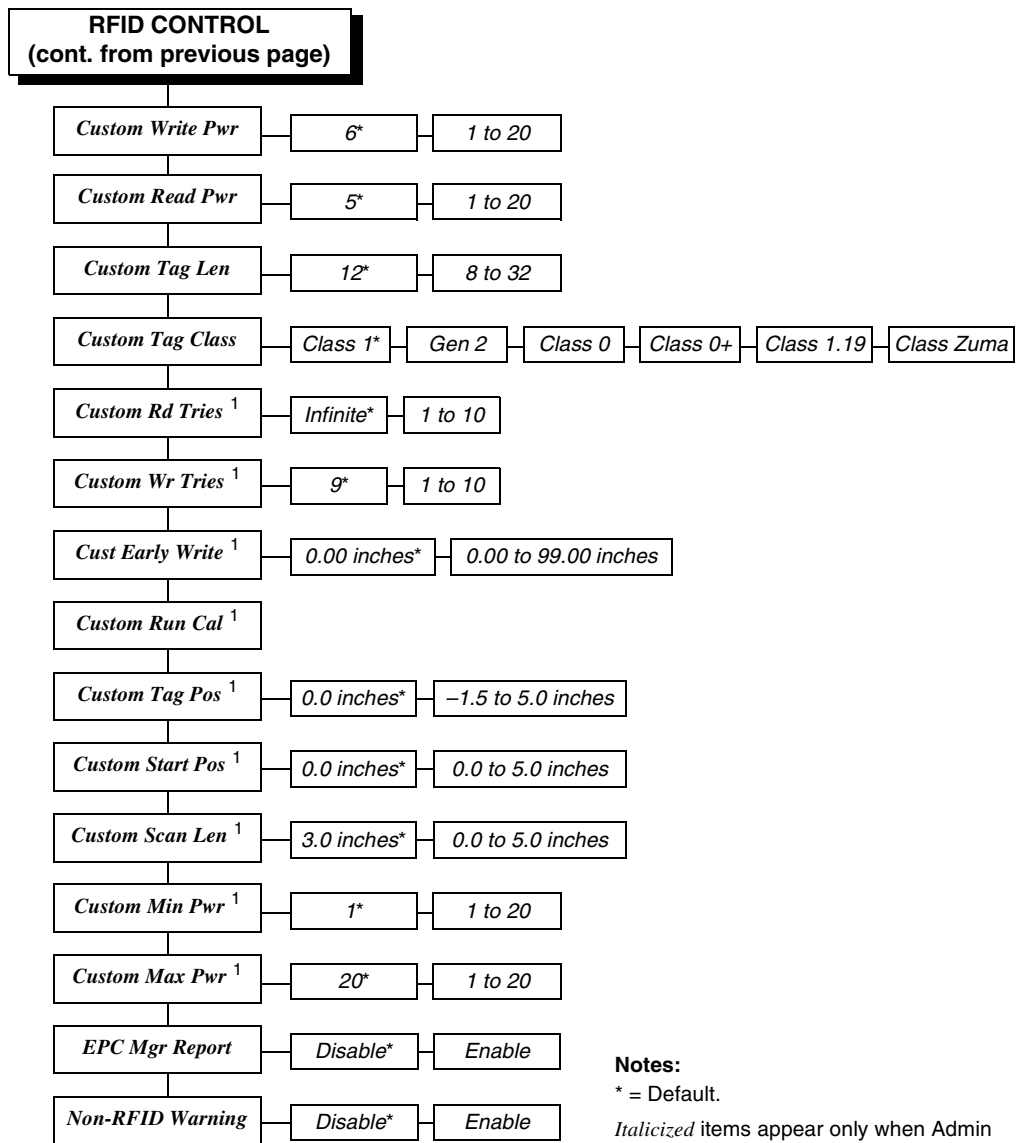 RFID CONTROL
(cont. from previous page)
Custom Write Pwr 6* 1 to 20
Custom Read Pwr 5* 1 to 20
Custom Tag Len 12* 8 to 32
Custom Tag Class Class 1* Gen 2 Class 0 Class 0+ Class 1.19 Class Zuma
Custom Rd Tries 1 Infinite* 1 to 10
Custom Wr Tries 1 9* 1 to 10
Cust Early Write 1 0.00 inches* 0.00 to 99.00 inches
Custom Run Cal 1
Custom Tag Pos 1 0.0 inches* –1.5 to 5.0 inches
Custom Start Pos 1 0.0 inches* 0.0 to 5.0 inches
Custom Scan Len 1 3.0 inches* 0.0 to 5.0 inches
Custom Min Pwr 1 1* 1 to 20
Custom Max Pwr 1 20* 1 to 20
EPC Mgr Report Disable* Enable
Non-RFID Warning Disable* Enable
Notes:
* = Default.
Italicized items appear only when Admin